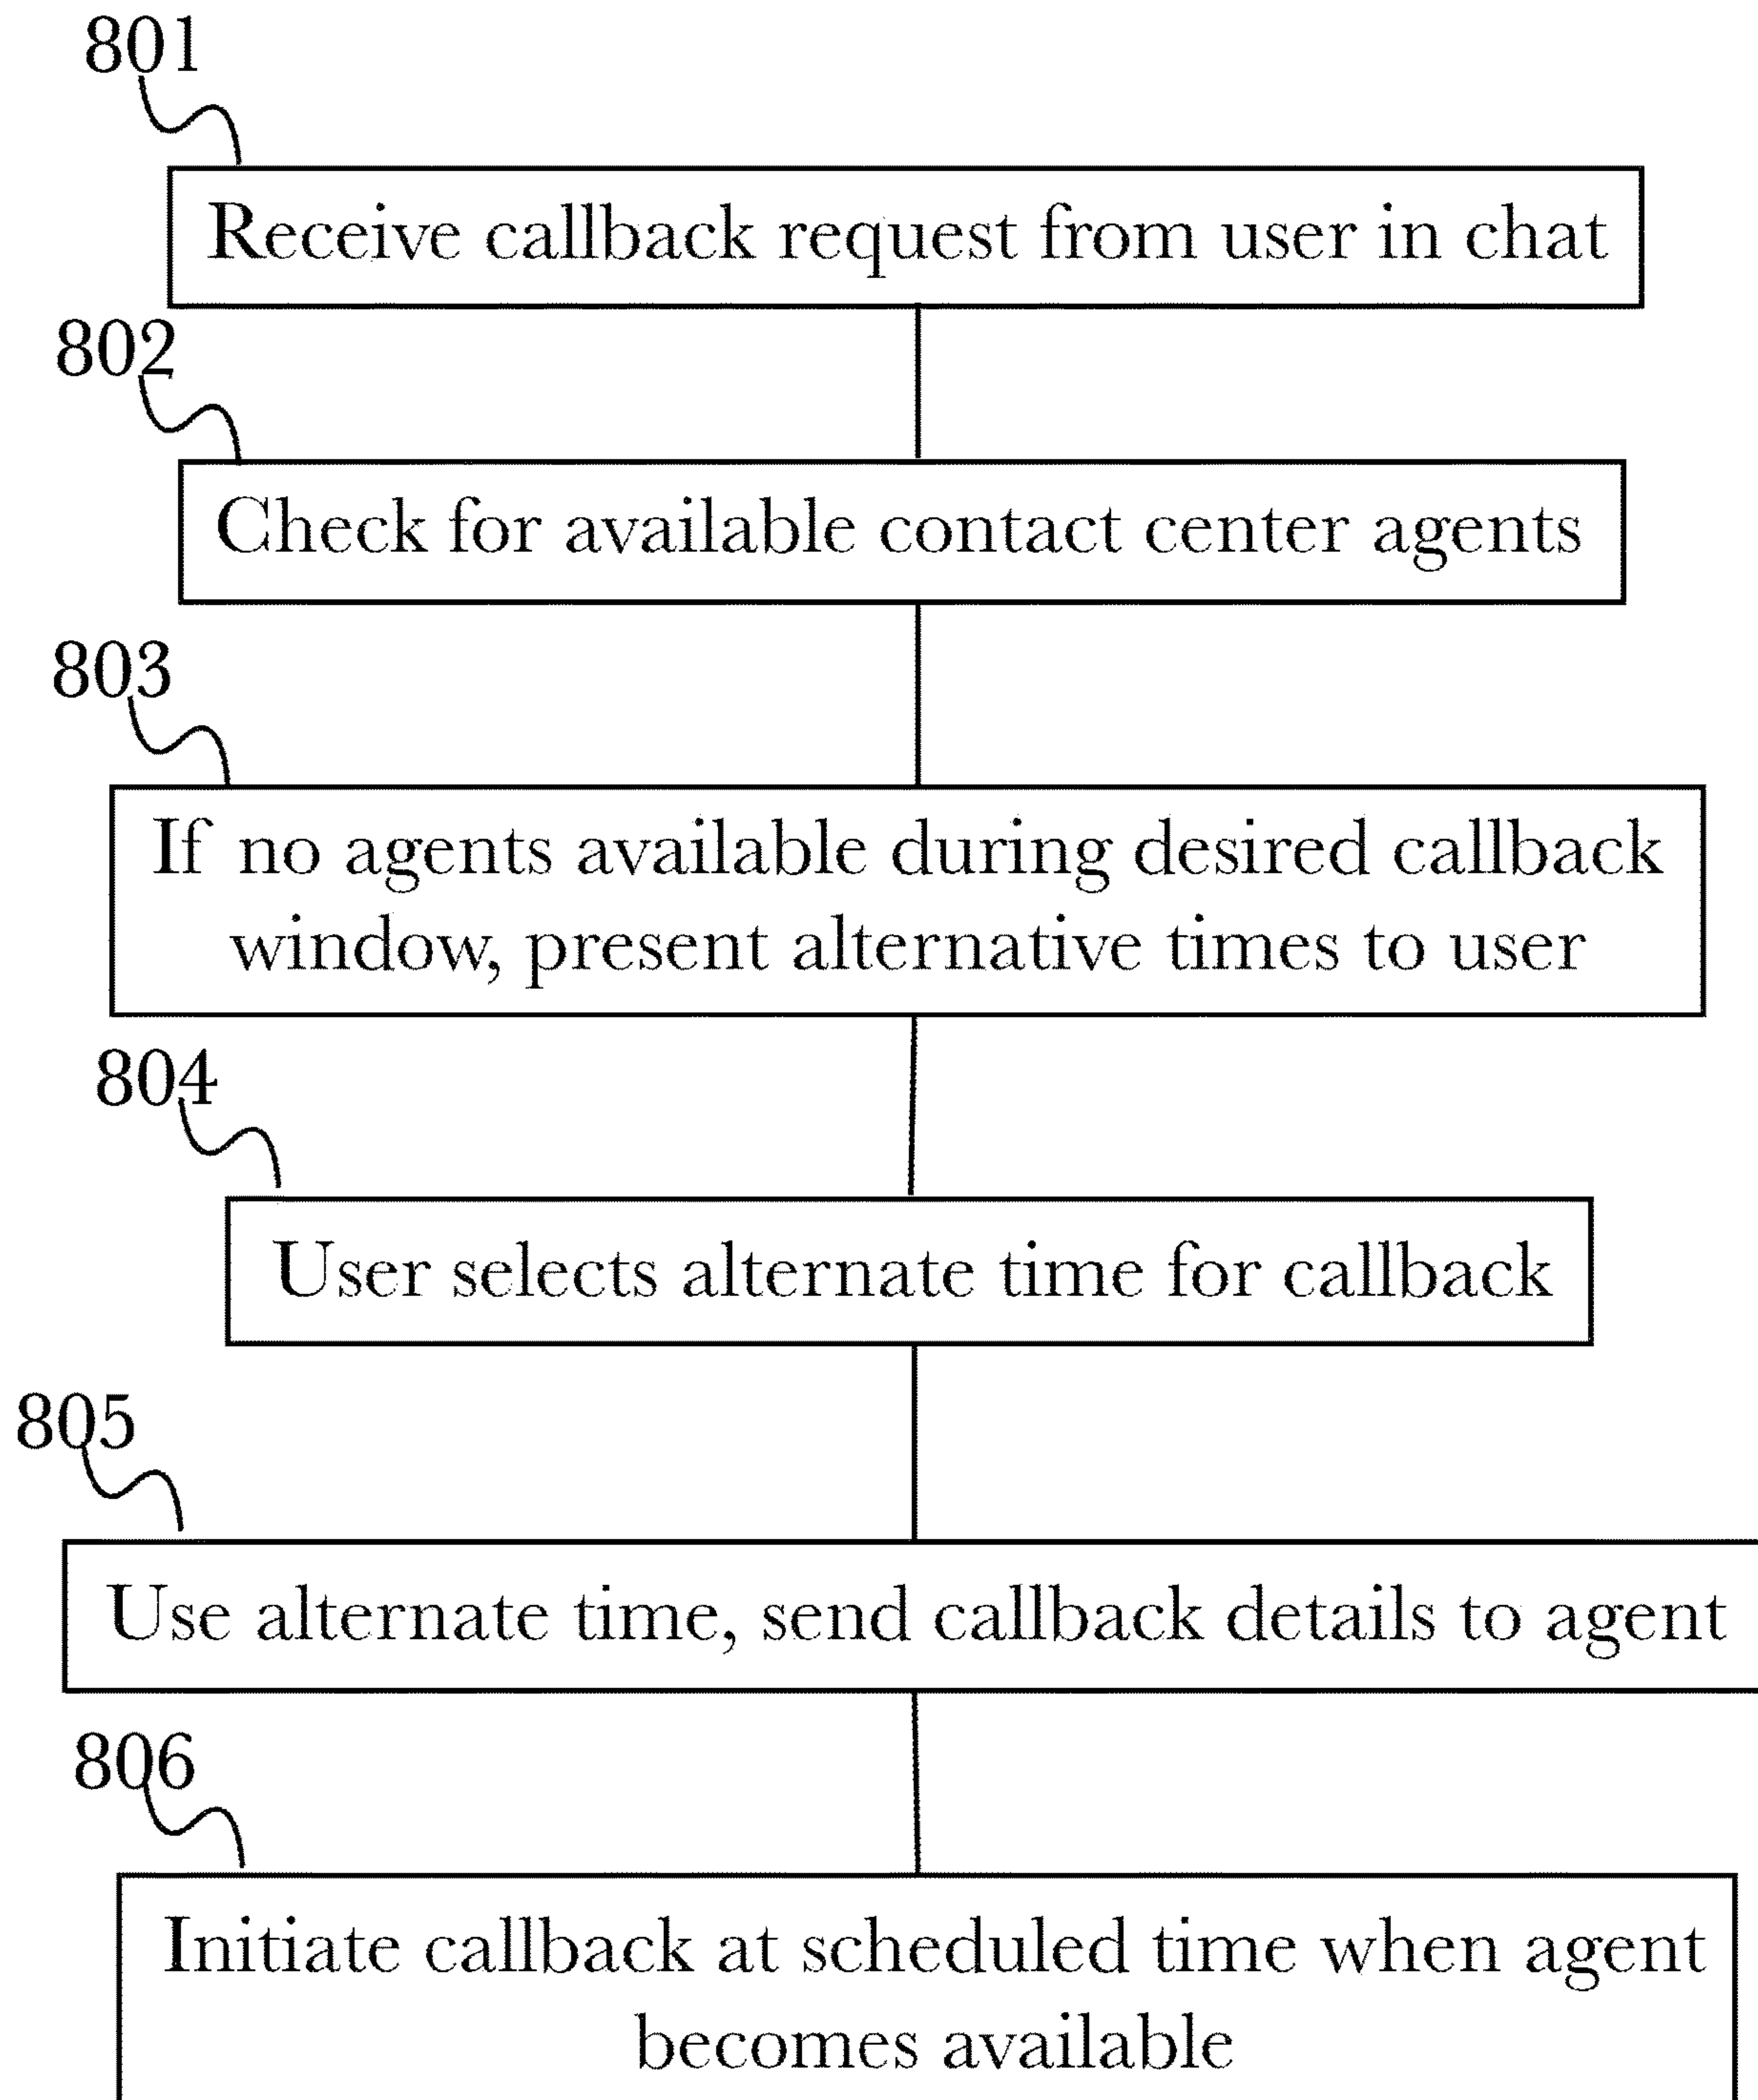 801
Receive callback request from user in chat
802
Check for available contact center agents
803
If no agents available during desired callback
window, present alternative times to user
804
User selects alternate time for callback
805
Use alternate time, send callback details to agent
806
Initiate callback at scheduled time when agent
becomes available